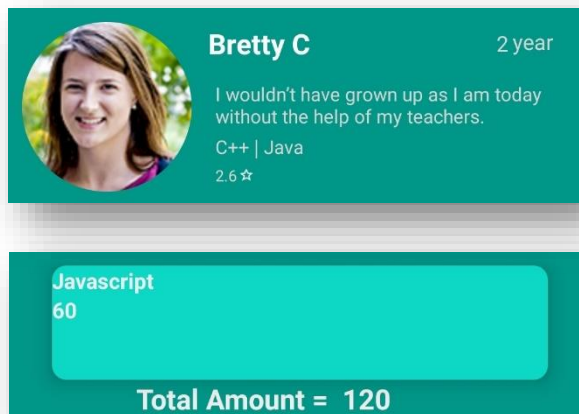 Bretty C
2 year
I wouldn't have grown up as I am today
without the help of my teachers.
C++ | Java
2.6 ☆
Javascript
60
Total Amount = 120